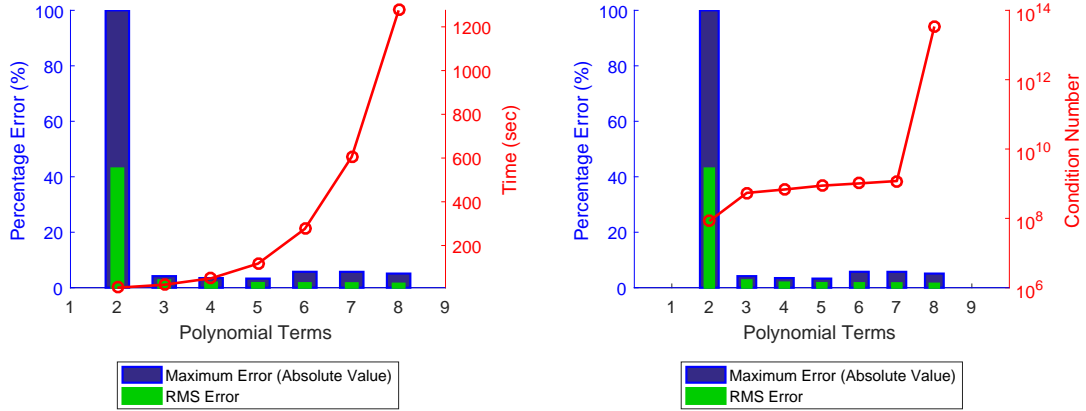 100
80
60
40
20
0
Percentage Error (%)
1200
1000
800
600
400
200
Time (sec)
1 2 3 4 5 6 7 8 9
Polynomial Terms
Maximum Error (Absolute Value)
RMS Error
100
80
60
40
20
0
Percentage Error (%)
10^14
10^12
10^10
10^8
10^6
Condition Number
1 2 3 4 5 6 7 8 9
Polynomial Terms
Maximum Error (Absolute Value)
RMS Error